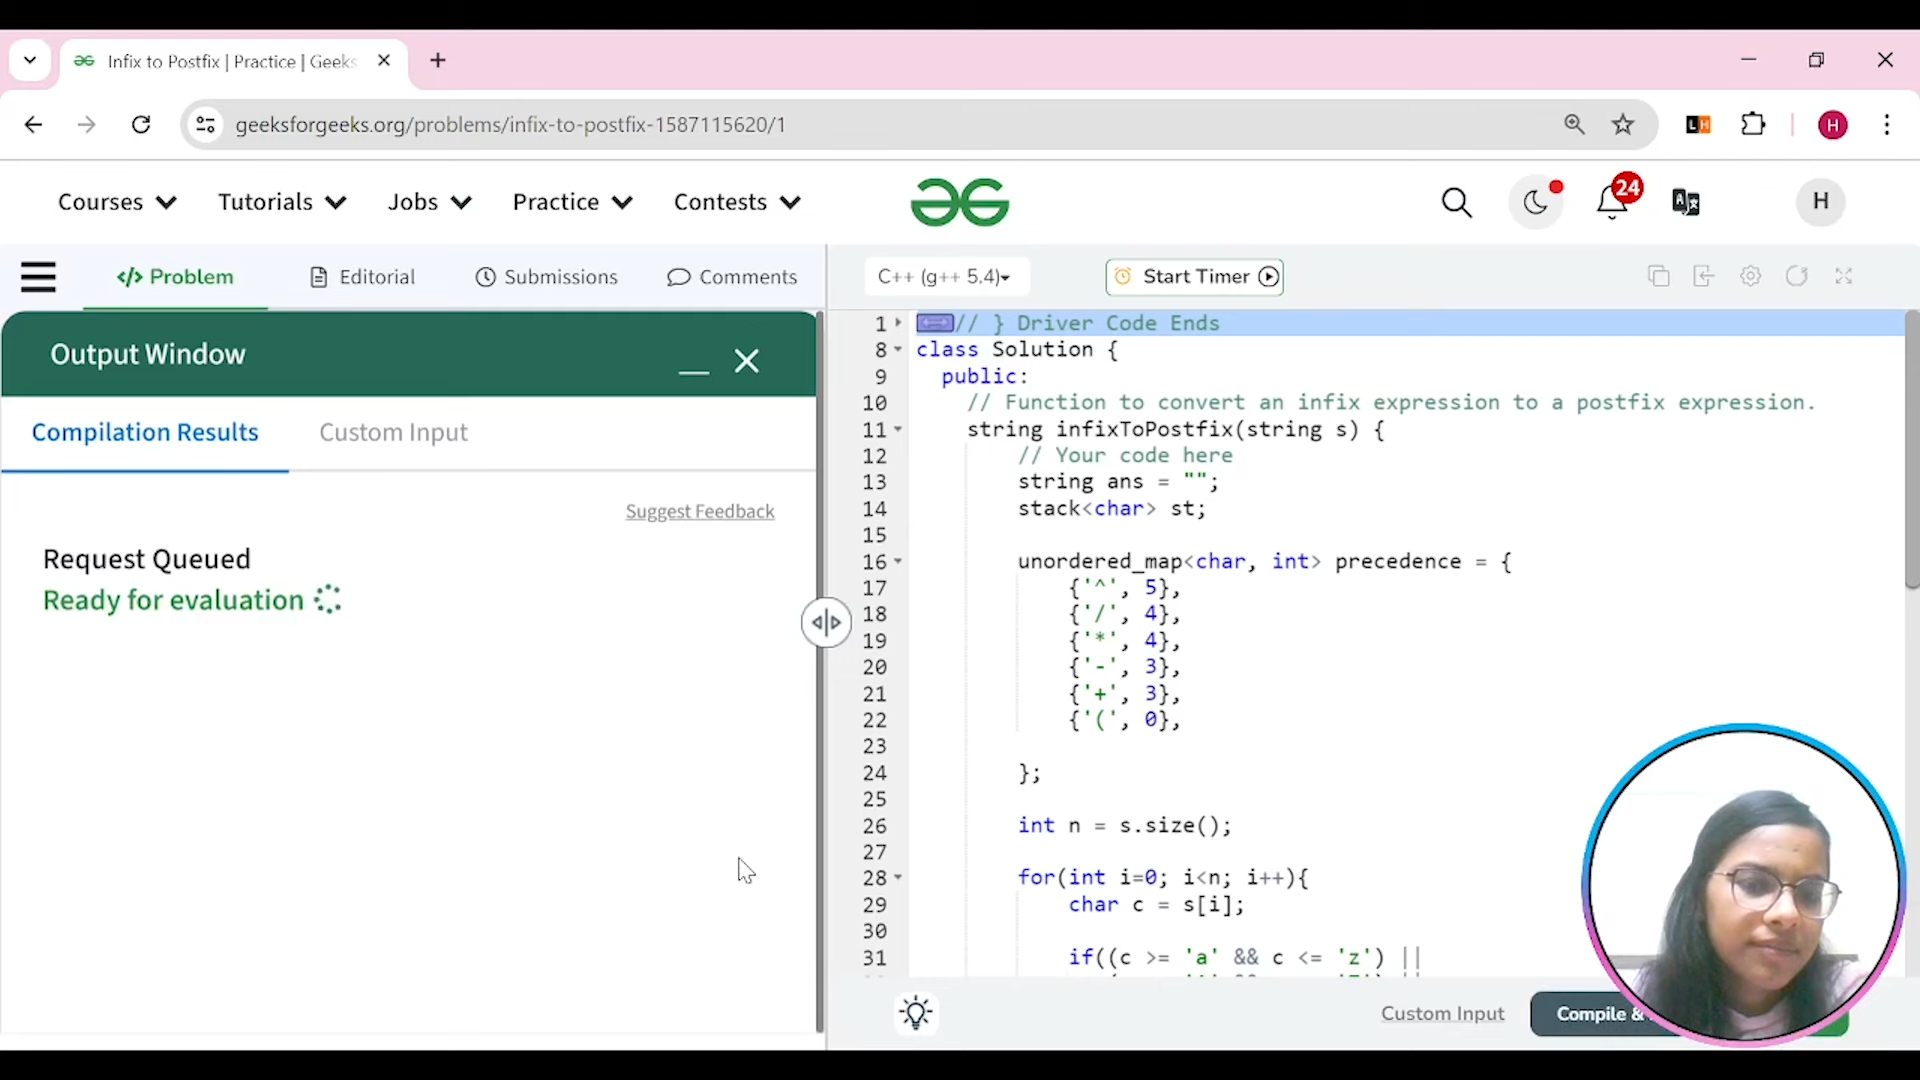 Infix to Postfix | Practice | Geeks
geeksforgeeks.org/problems/infix-to-postfix-1587115620/1
LH
H
Courses
Tutorials
Jobs
Practice
Contests
24
H
Problem
Editorial
Submissions
Comments
C++ (g++ 5.4)
Start Timer
Output Window
Compilation Results
Custom Input
Suggest Feedback
Request Queued
Ready for evaluation
1 // } Driver Code Ends
8 class Solution {
9 public:
10 // Function to convert an infix expression to a postfix expression.
11 string infixToPostfix(string s) {
12 // Your code here
13 string ans = "";
14 stack<char> st;
15
16 unordered_map<char, int> precedence = {
17 {'^', 5},
18 {'/', 4},
19 {'*', 4},
20 {'-', 3},
21 {'+', 3},
22 {'(', 0},
23
24 };
25
26 int n = s.size();
27
28 for(int i=0; i<n; i++){
29 char c = s[i];
30
31 if((c >= 'a' && c <= 'z') ||
Custom Input
Compile &